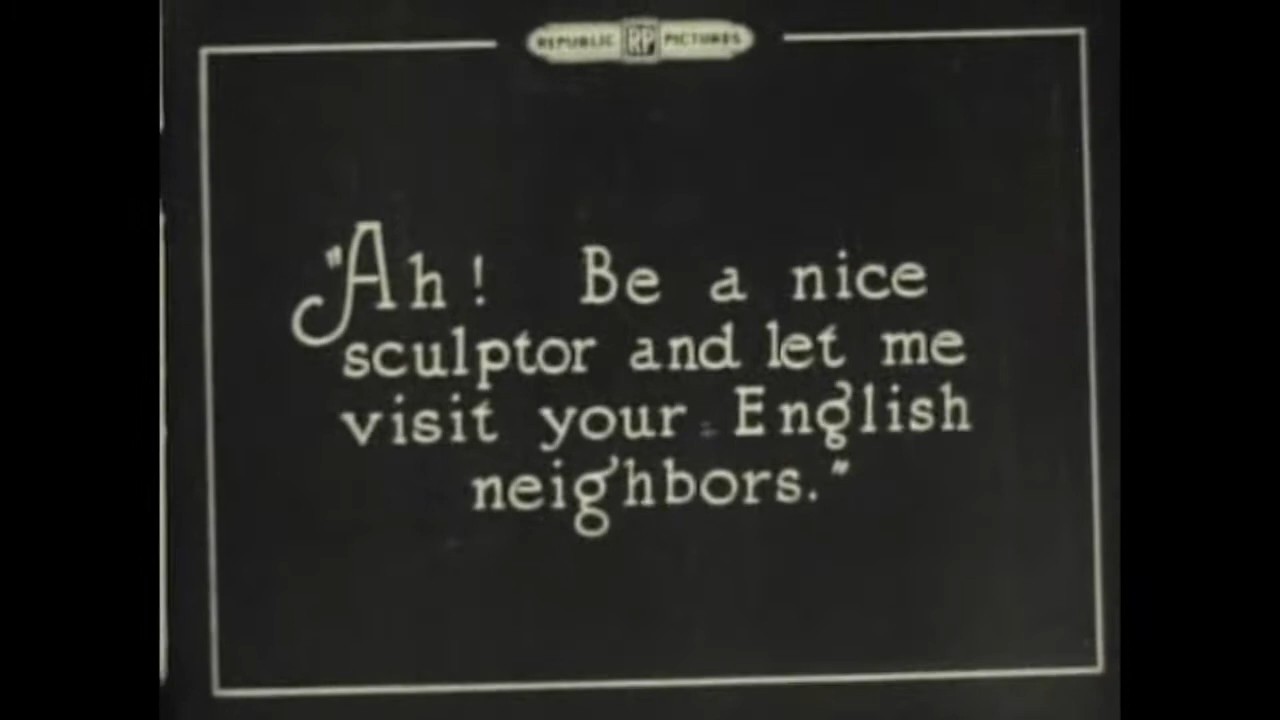 REPUBLIC RP PICTURES
"Ah! Be a nice
sculptor and let me
visit your English
neighbors."